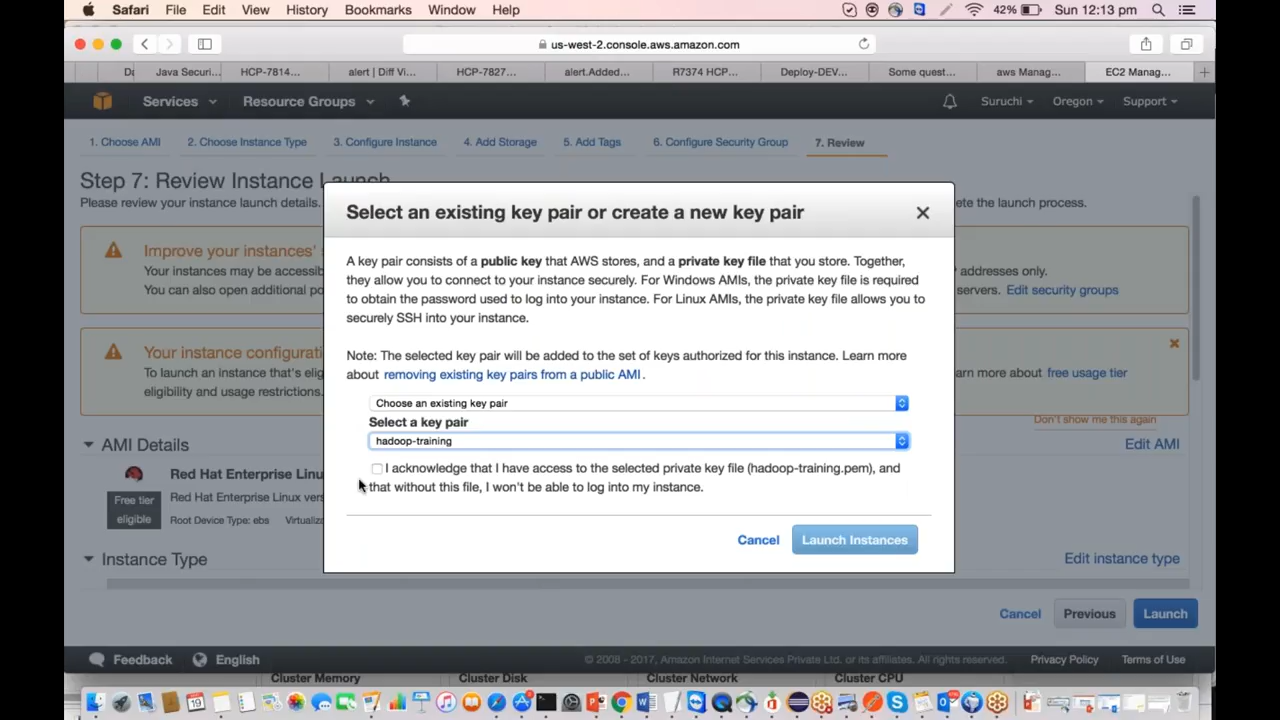 Safari File Edit View History Bookmarks Window Help 42% Sun 12:13 pm
us-west-2.console.aws.amazon.com
Java Securi... HCP-7814... alert | Diff Vi... HCP-7827... alert.Added... R7374 HCP... Deploy-DEV... Some quest... aws Manag... EC2 Manag...
Services Resource Groups Suruchi Oregon Support
1. Choose AMI 2. Choose Instance Type 3. Configure Instance 4. Add Storage 5. Add Tags 6. Configure Security Group 7. Review
Step 7: Review Instance Launch
Please review your instance launch details. ete the launch process.
Improve your instances'
Your instances may be accessib addresses only.
You can also open additional po servers. Edit security groups
Your instance configurati
To launch an instance that's elig arn more about free usage tier
eligibility and usage restrictions.
Don't show me this again
AMI Details Edit AMI
Red Hat Enterprise Linu
Free tier
eligible
Red Hat Enterprise Linux vers
Root Device Type: ebs Virtualiza
Instance Type Edit instance type
Select an existing key pair or create a new key pair
A key pair consists of a public key that AWS stores, and a private key file that you store. Together,
they allow you to connect to your instance securely. For Windows AMIs, the private key file is required
to obtain the password used to log into your instance. For Linux AMIs, the private key file allows you to
securely SSH into your instance.
Note: The selected key pair will be added to the set of keys authorized for this instance. Learn more
about removing existing key pairs from a public AMI.
Choose an existing key pair
Select a key pair
hadoop-training
I acknowledge that I have access to the selected private key file (hadoop-training.pem), and
that without this file, I won't be able to log into my instance.
Cancel Launch Instances
Cancel Previous Launch
Feedback English © 2008 - 2017, Amazon Internet Services Private Ltd. or its affiliates. All rights reserved. Privacy Policy Terms of Use
Cluster Memory Cluster Disk Cluster Network Cluster CPU